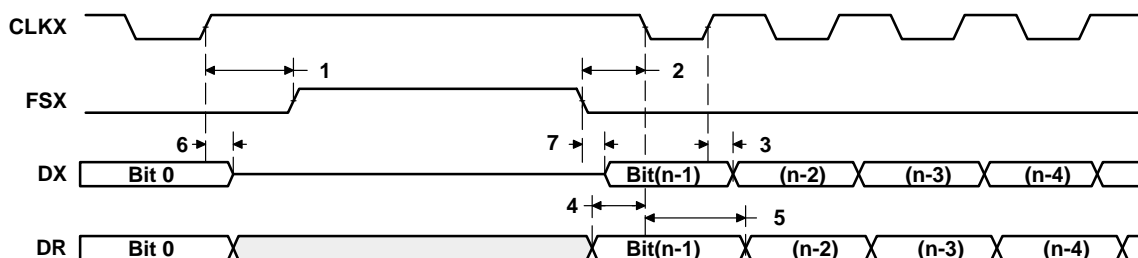 CLKX
1
2
FSX
6
7
3
DX
Bit 0
Bit(n-1)
(n-2)
(n-3)
(n-4)
4
5
DR
Bit 0
Bit(n-1)
(n-2)
(n-3)
(n-4)